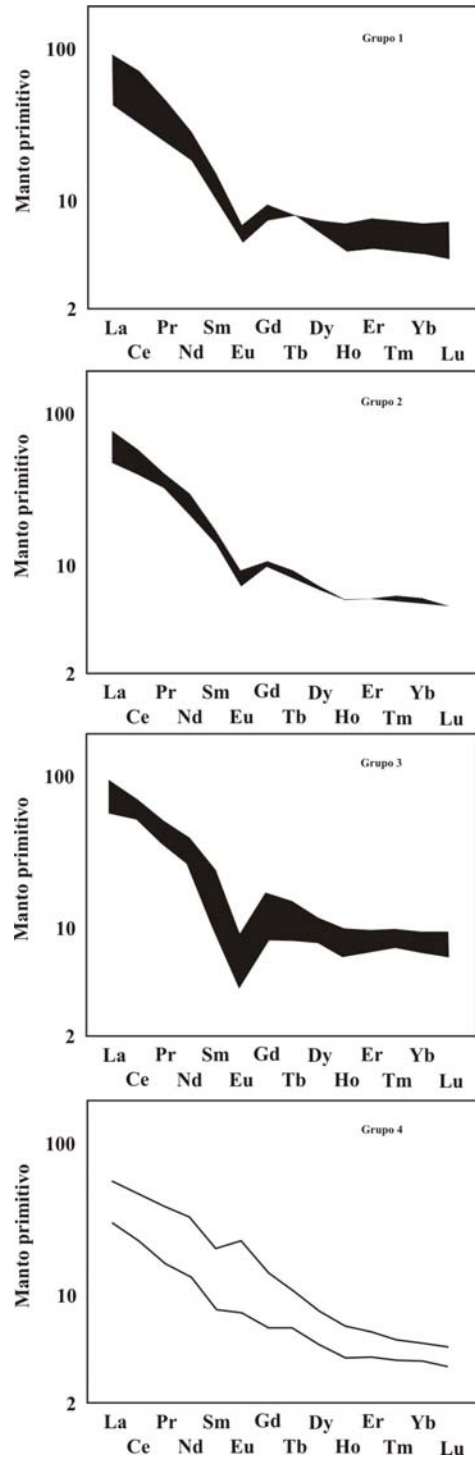 Grupo 1
100
10
2
Manto primitivo
La Pr Sm Gd Dy Er Yb
Ce Nd Eu Tb Ho Tm Lu
Grupo 2
100
10
2
Manto primitivo
La Pr Sm Gd Dy Er Yb
Ce Nd Eu Tb Ho Tm Lu
Grupo 3
100
10
2
Manto primitivo
La Pr Sm Gd Dy Er Yb
Ce Nd Eu Tb Ho Tm Lu
Grupo 4
100
10
2
Manto primitivo
La Pr Sm Gd Dy Er Yb
Ce Nd Eu Tb Ho Tm Lu